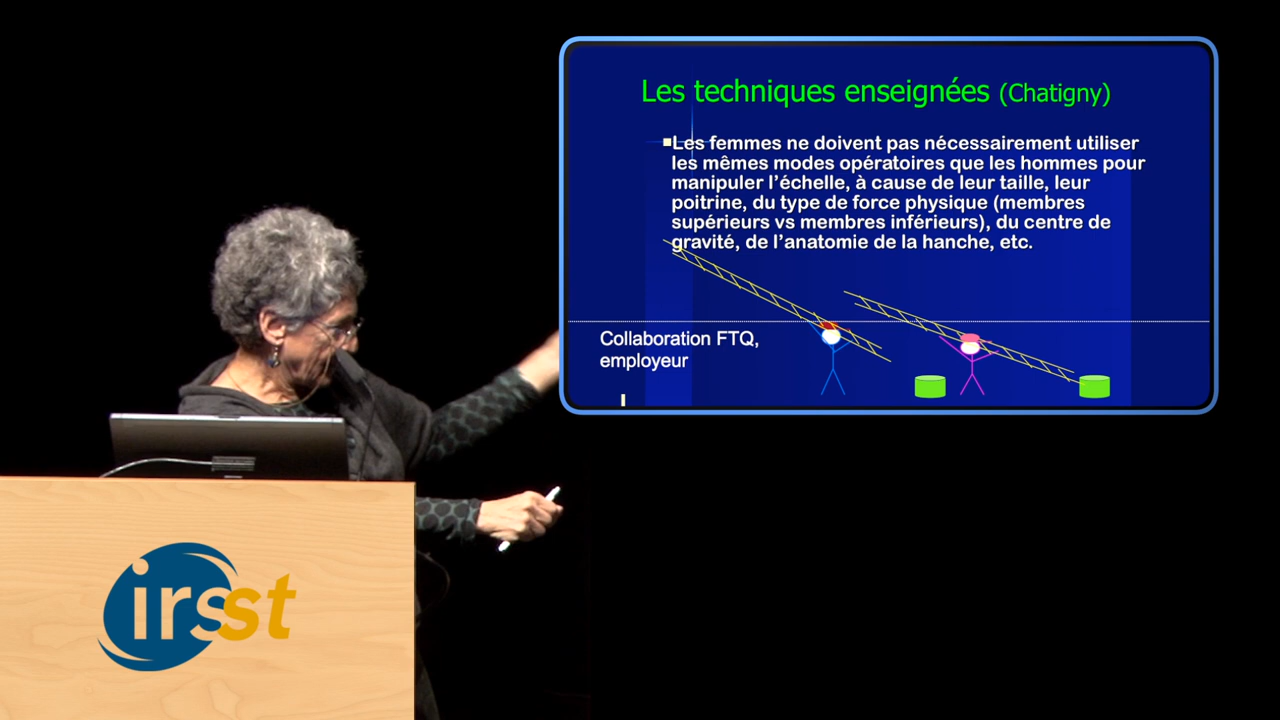 Les techniques enseignées (Chatigny)
Les femmes ne doivent pas nécessairement utiliser
les mêmes modes opératoires que les hommes pour
manipuler l’échelle, à cause de leur taille, leur
poitrine, du type de force physique (membres
supérieurs vs membres inférieurs), du centre de
gravité, de l’anatomie de la hanche, etc.
Collaboration FTQ,
employeur
irsst